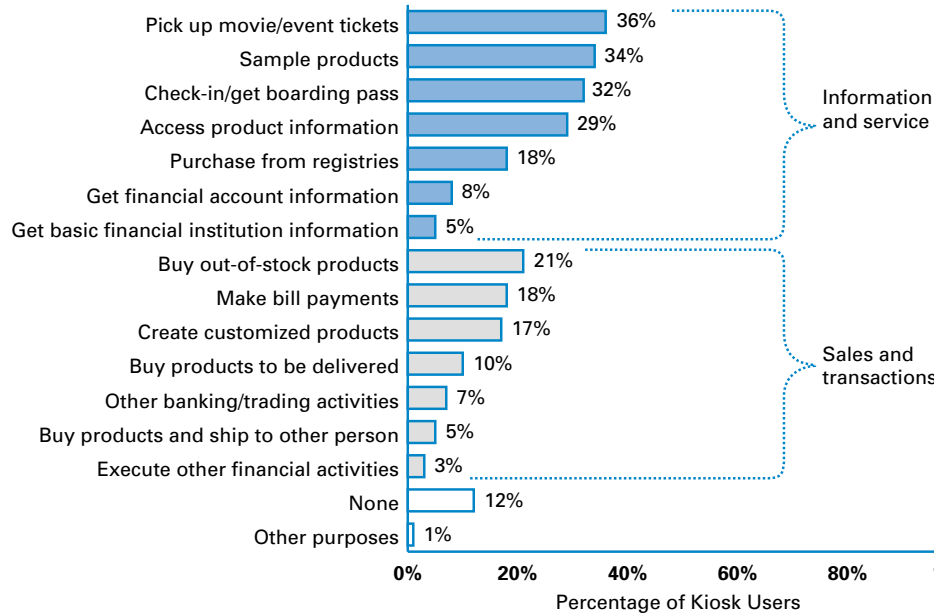 Pick up movie/event tickets 36%
Sample products 34%
Check-in/get boarding pass 32%
Access product information 29%
Purchase from registries 18%
Get financial account information 8%
Get basic financial institution information 5%
Information
and service
Buy out-of-stock products 21%
Make bill payments 18%
Create customized products 17%
Buy products to be delivered 10%
Other banking/trading activities 7%
Buy products and ship to other person 5%
Execute other financial activities 3%
Sales and
transactions
None 12%
Other purposes 1%
0% 20% 40% 60% 80%
Percentage of Kiosk Users